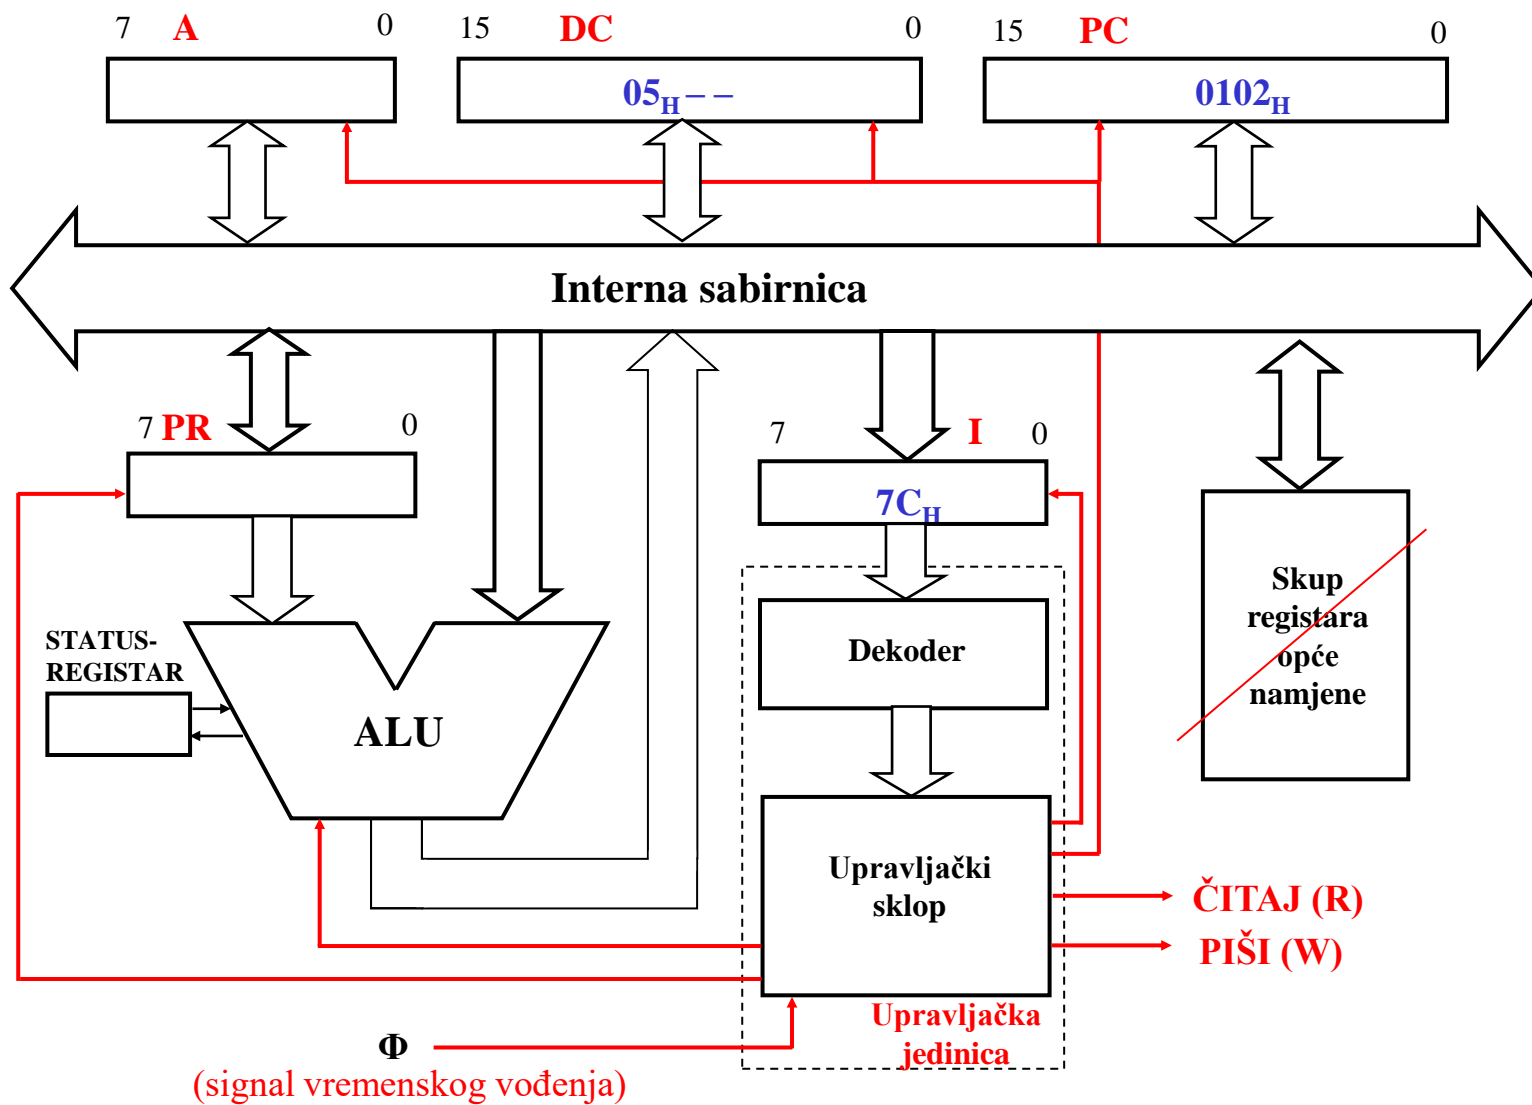 7 A 0
15 DC 0
15 PC 0
05H – –
0102H
Interna sabirnica
7 PR 0
7 I 0
7CH
STATUS-
REGISTAR
ALU
Dekoder
Skup
registara
opće
namjene
Upravljački
sklop
ČITAJ (R)
PIŠI (W)
Upravljačka
jedinica
Φ
(signal vremenskog vođenja)